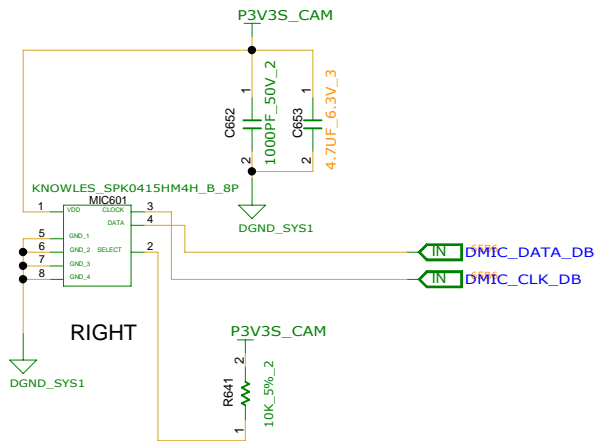 P3V3S_CAM
1
1
C652
1000PF_50V_2
C653
4.7UF_6.3V_3
2
2
DGND_SYS1
KNOWLES_SPK0415HM4H_B_8P
MIC601
1 VDD CLOCK 3
DATA 4
5 GND_1
6 GND_2 SELECT 2
7 GND_3
8 GND_4
IN DMIC_DATA_DB
IN DMIC_CLK_DB
RIGHT
DGND_SYS1
P3V3S_CAM
2
R641
10K_5%_2
1